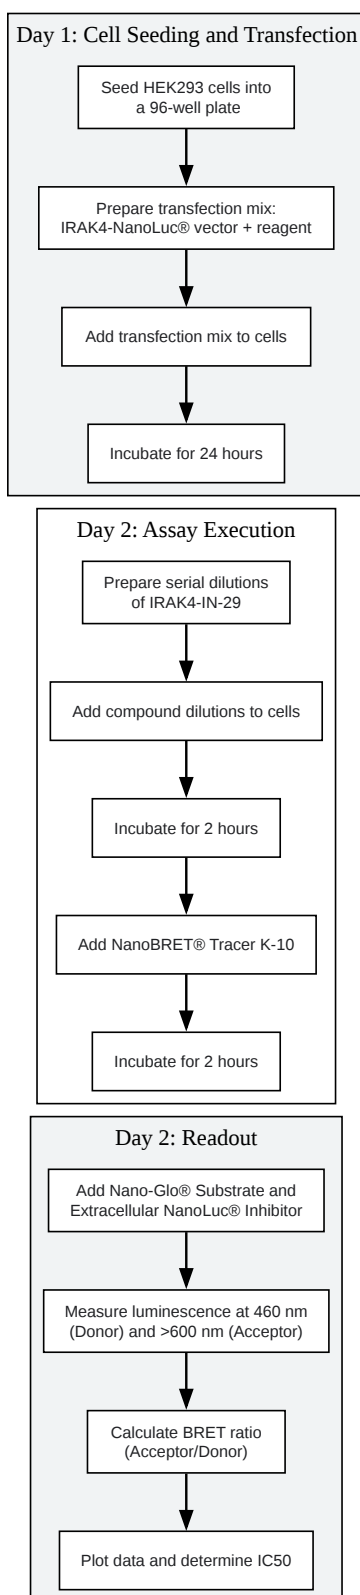 Day 1: Cell Seeding and Transfection
Seed HEK293 cells into
a 96-well plate
Prepare transfection mix:
IRAK4-NanoLuc® vector + reagent
Add transfection mix to cells
Incubate for 24 hours
Day 2: Assay Execution
Prepare serial dilutions
of IRAK4-IN-29
Add compound dilutions to cells
Incubate for 2 hours
Add NanoBRET® Tracer K-10
Incubate for 2 hours
Day 2: Readout
Add Nano-Glo® Substrate and
Extracellular NanoLuc® Inhibitor
Measure luminescence at 460 nm
(Donor) and >600 nm (Acceptor)
Calculate BRET ratio
(Acceptor/Donor)
Plot data and determine IC50